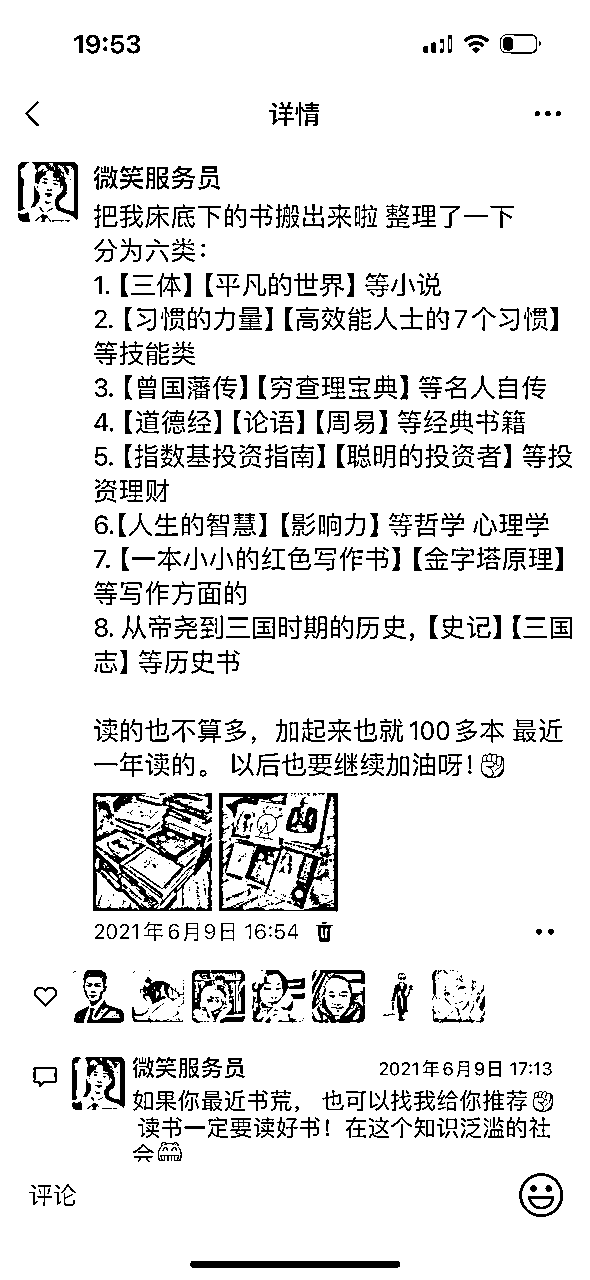 19:53
详情
微笑服务员
把我床底下的书搬出来啦 整理了一下
分为六类：
1.【三体】【平凡的世界】等小说
2.【习惯的力量】【高效能人士的7个习惯】
等技能类
3.【曾国藩传】【穷查理宝典】等名人自传
4.【道德经】【论语】【周易】等经典书籍
5.【指数基投资指南】【聪明的投资者】等投
资理财
6.【人生的智慧】【影响力】等哲学 心理学
7.【一本小小的红色写作书】【金字塔原理】
等写作方面的
8. 从帝尧到三国时期的历史，【史记】【三国
志】等历史书
读的也不算多，加起来也就100多本 最近
一年读的。 以后也要继续加油呀！✊
2021年6月9日 16:54
微笑服务员 2021年6月9日 17:13
如果你最近书荒， 也可以找我给你推荐✊
读书一定要读好书！在这个知识泛滥的社
会😁
评论